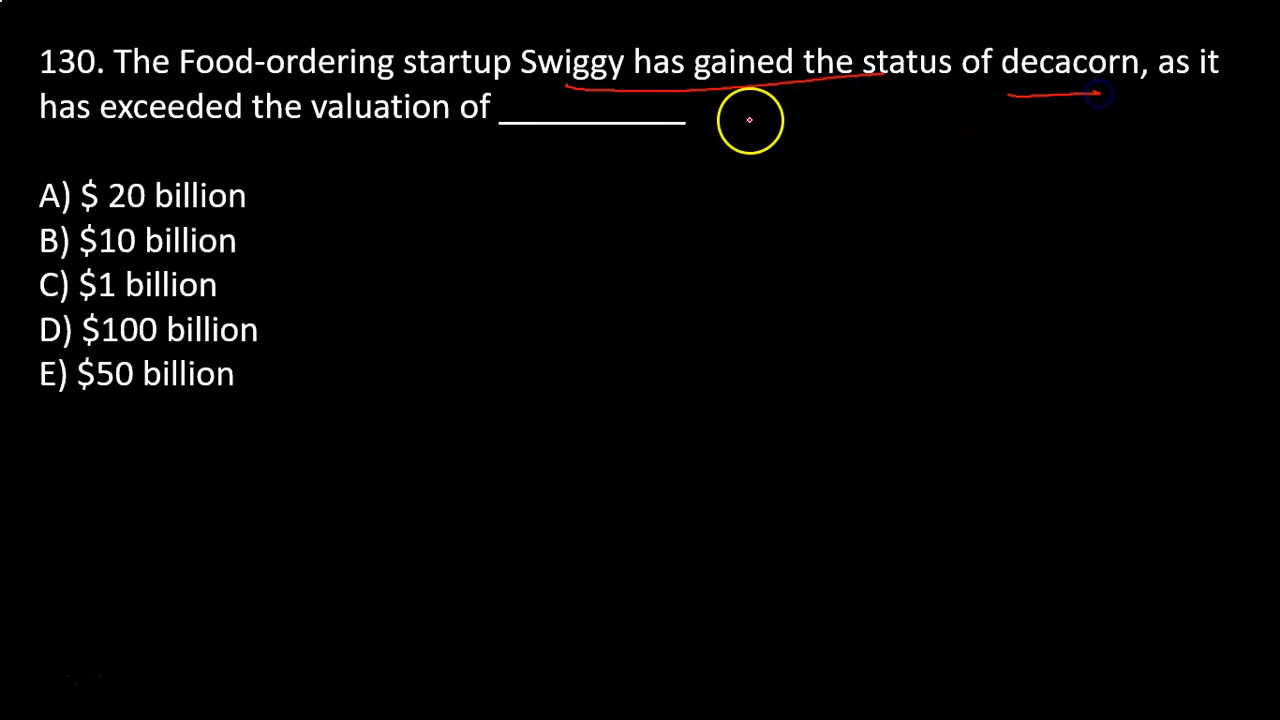 130. The Food-ordering startup Swiggy has gained the status of decacorn, as it
has exceeded the valuation of ___________
A) $ 20 billion
B) $10 billion
C) $1 billion
D) $100 billion
E) $50 billion